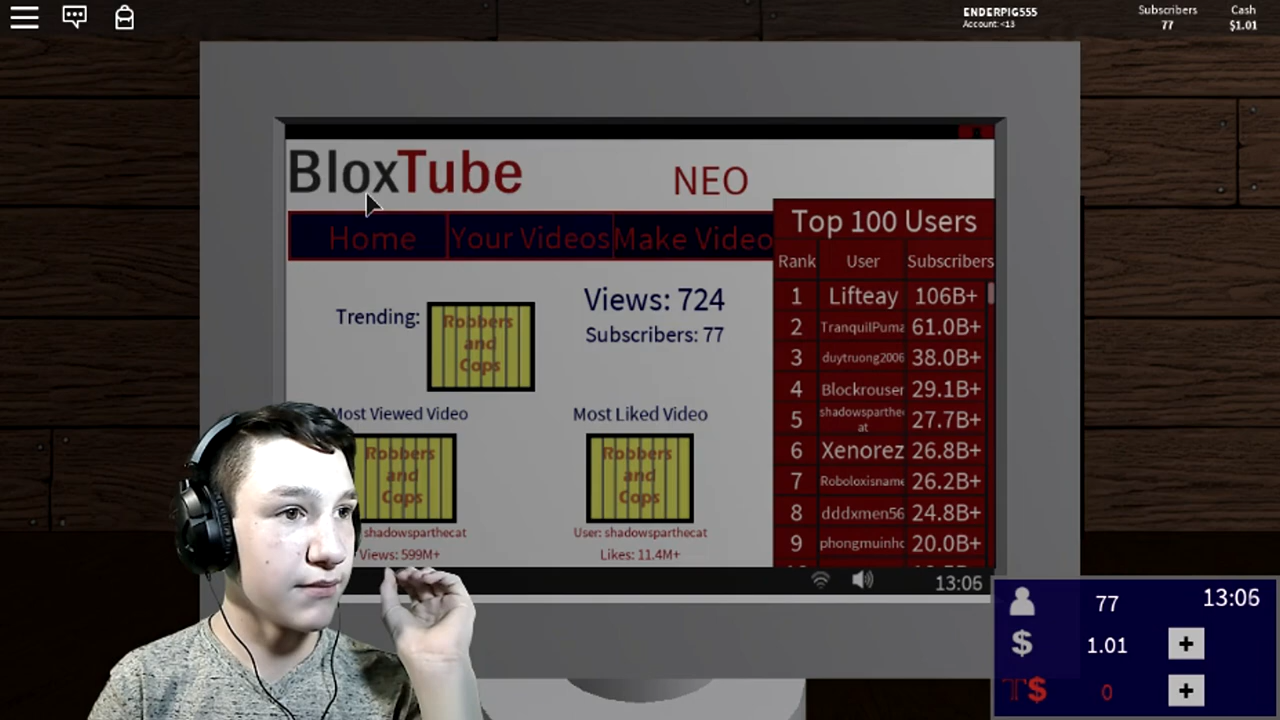 ENDERPIG555
Account: <13
Subscribers
77
Cash
$1.01
BloxTube
NEO
Home
Your Videos
Make Video
Top 100 Users
Rank User Subscribers
1 Lifteay 106B+
2 TranquilPuma 61.0B+
3 duytruong2006 38.0B+
4 Blockrouser 29.1B+
5 shadowsparthec
at 27.7B+
6 Xenorez 26.8B+
7 Roboloxisname 26.2B+
8 dddxmen56 24.8B+
9 phongmuinho 20.0B+
Trending:
Robbers
and
Cops
Views: 724
Subscribers: 77
Most Viewed Video
Robbers
and
Cops
shadowsparthecat
Views: 599M+
Most Liked Video
Robbers
and
Cops
User: shadowsparthecat
Likes: 11.4M+
13:06
77
13:06
$ 1.01 +
T$ 0 +